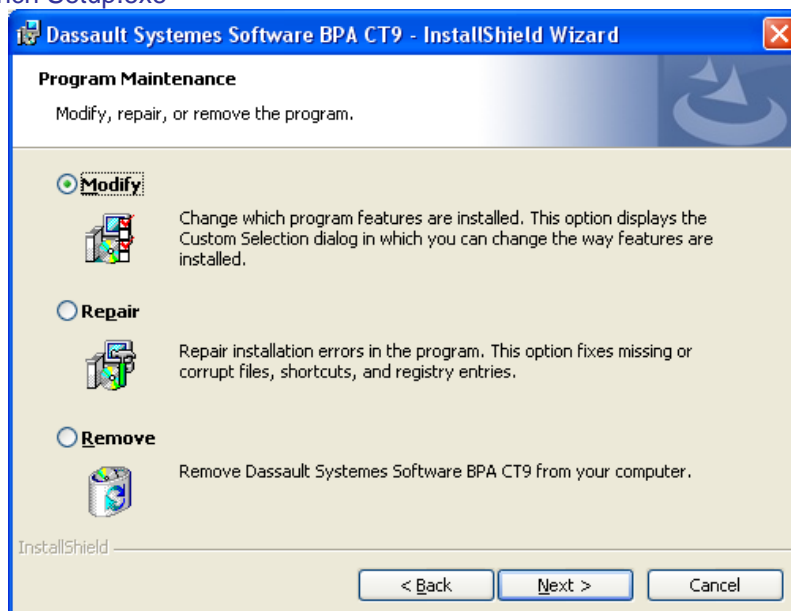 Setup.exe
Dassault Systemes Software BPA CT9 - InstallShield Wizard
Program Maintenance
Modify, repair, or remove the program.
Modify
Change which program features are installed. This option displays the
Custom Selection dialog in which you can change the way features are
installed.
Repair
Repair installation errors in the program. This option fixes missing or
corrupt files, shortcuts, and registry entries.
Remove
Remove Dassault Systemes Software BPA CT9 from your computer.
InstallShield
< Back
Next >
Cancel